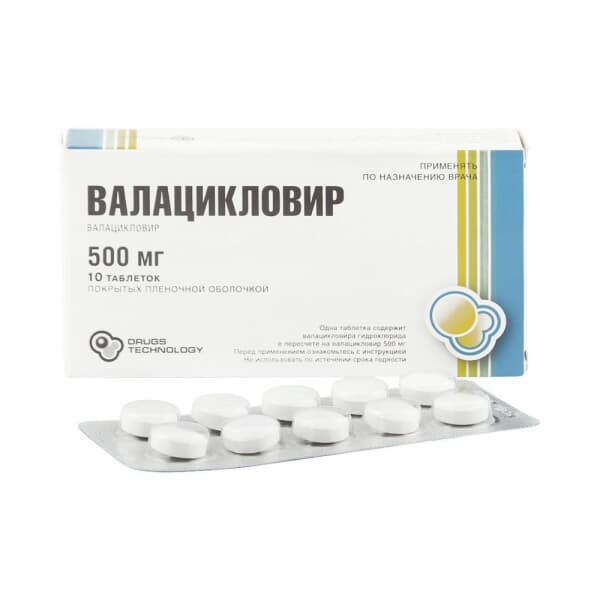 ПРИМЕНЯТЬ
ПО НАЗНАЧЕНИЮ ВРАЧА
ВАЛАЦИКЛОВИР
ВАЛАЦИКЛОВИР
500 мг
10 ТАБЛЕТОК
ПОКРЫТЫХ ПЛЕНОЧНОЙ ОБОЛОЧКОЙ
DRUGS
TECHNOLOGY
Одна таблетка содержит
валацикловира гидрохлорида
в пересчете на валацикловир 500 мг
Перед применением ознакомьтесь с инструкцией
Не использовать по истечении срока годности